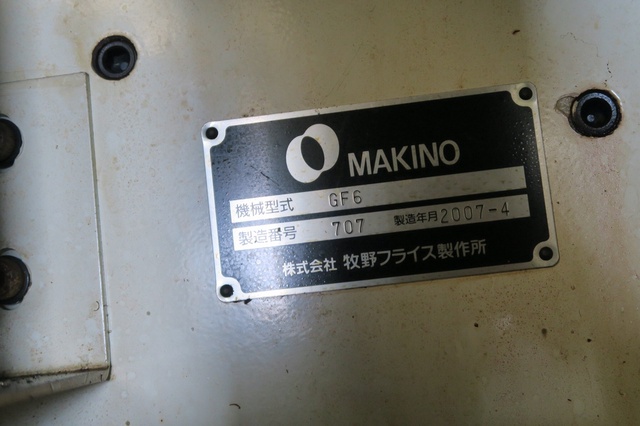 MAKINO
機械型式 GF6
製造番号 707 製造年月 2007-4
株式会社 牧野フライス製作所